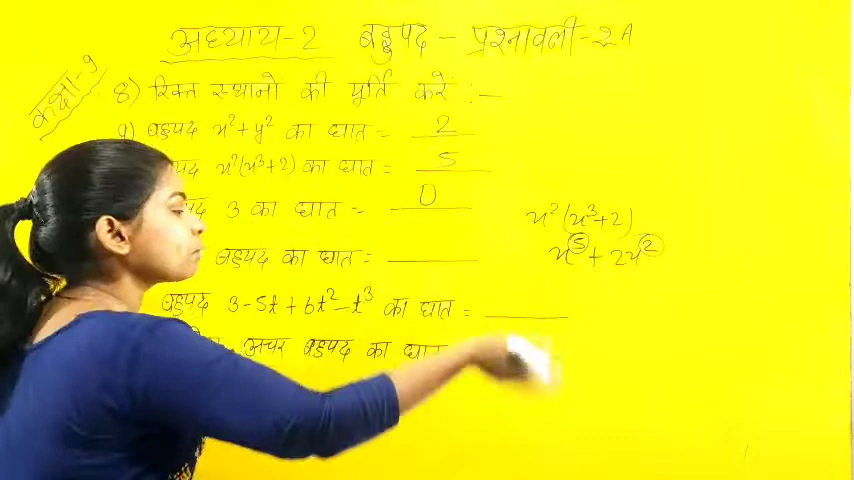 अध्याय-2 बहुपद - प्रश्नावली-2A
कक्षा-9
8) रिक्त स्थानो की पूर्ति करें :-
१) बहुपद x²+y² का घात = 2
x²(x³+2) का घात = 5
3 का घात = 0
x²(x³+2)
x⁵+2x²
बहुपद का घात =
बहुपद 3-5t+6t²-t³ का घात =
अचर बहुपद का घात